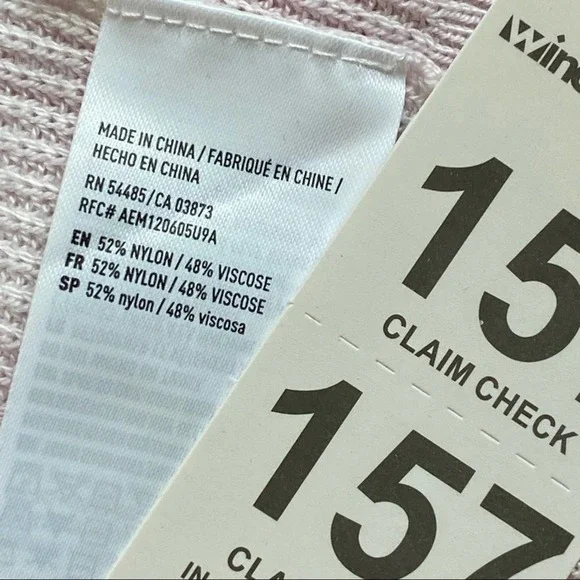 MADE IN CHINA / FABRIQUÉ EN CHINE /
HECHO EN CHINA
RN 54485/CA 03873
RFC# AEM120605U9A
EN 52% NYLON / 48% VISCOSE
FR 52% NYLON / 48% VISCOSE
SP 52% nylon / 48% viscosa
15
CLAIM CHECK
157